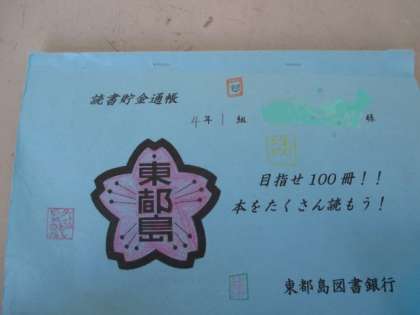 読書貯金通帳
4年1組 様
東都島
目指せ100冊!!
本をたくさん読もう!
東都島図書銀行